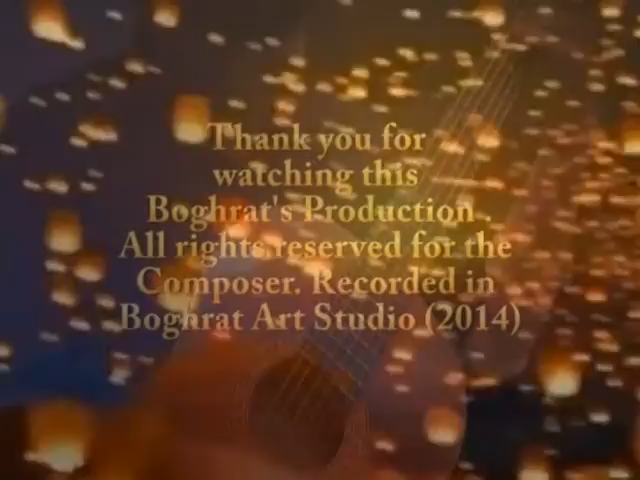 Thank you for
watching this
Boghrat's Production .
All rights reserved for the
Composer. Recorded in
Boghrat Art Studio (2014)